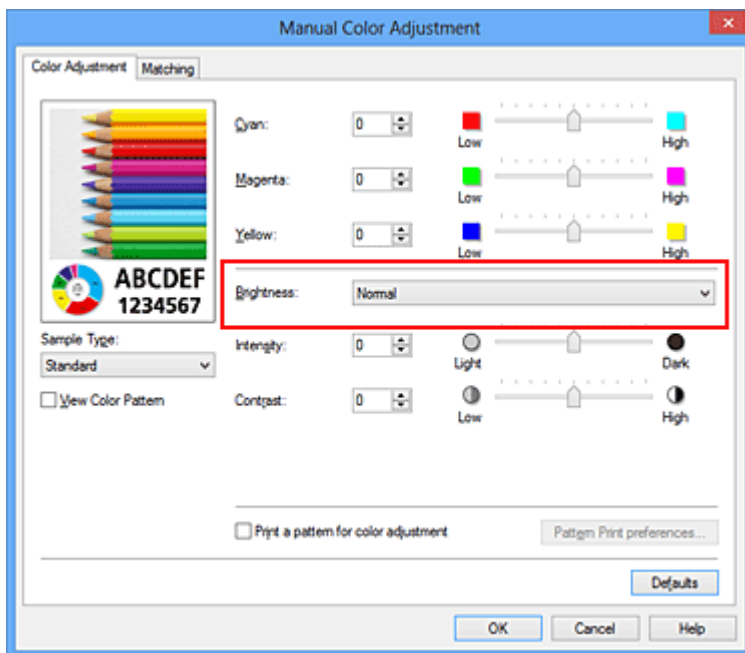 Manual Color Adjustment
Color Adjustment Matching
ABCDEF
1234567
Sample Type:
Standard
View Color Pattern
Cyan: 0 Low High
Magenta: 0 Low High
Yellow: 0 Low High
Brightness: Normal
Intensity: 0 Light Dark
Contrast: 0 Low High
Print a pattern for color adjustment Pattern Print preferences...
Defaults
OK Cancel Help